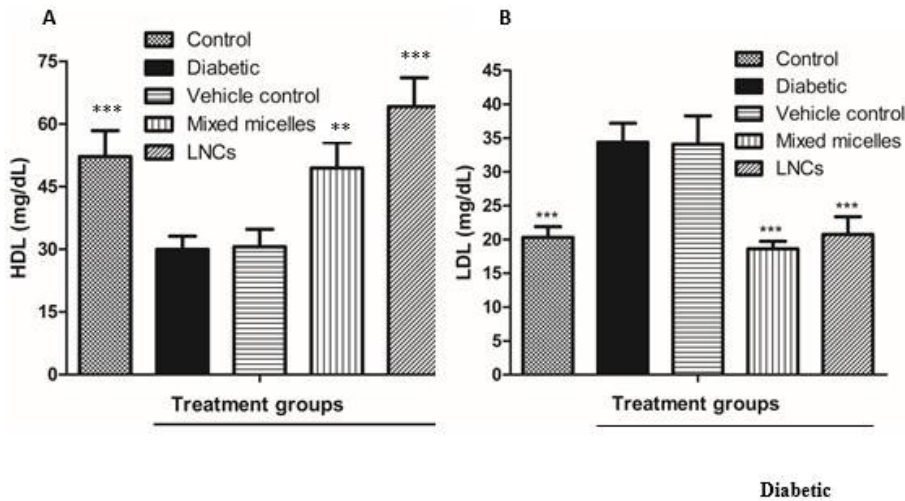 A
Control
Diabetic
Vehicle control
Mixed micelles
LNCs
HDL (mg/dL)
75
60
45
30
15
0
***
**
***
Treatment groups
B
Control
Diabetic
Vehicle control
Mixed micelles
LNCs
LDL (mg/dL)
45
40
35
30
25
20
15
10
5
0
***
***
***
Treatment groups
Diabetic